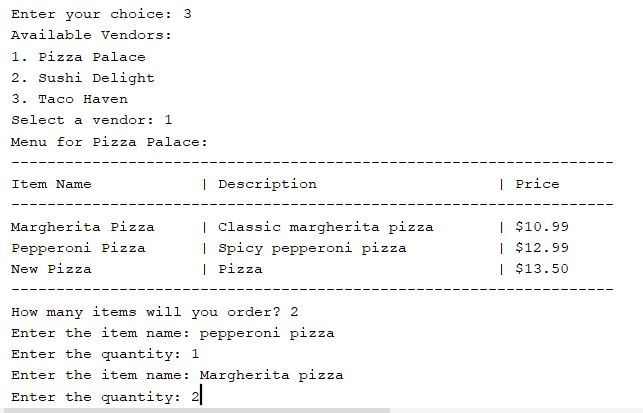 Enter your choice: 3
Available Vendors:
1. Pizza Palace
2. Sushi Delight
3. Taco Haven
Select a vendor: 1
Menu for Pizza Palace:
-------------------------------------------------------------------
Item Name | Description | Price
-------------------------------------------------------------------
Margherita Pizza | Classic margherita pizza | $10.99
Pepperoni Pizza | Spicy pepperoni pizza | $12.99
New Pizza | Pizza | $13.50
-------------------------------------------------------------------
How many items will you order? 2
Enter the item name: pepperoni pizza
Enter the quantity: 1
Enter the item name: Margherita pizza
Enter the quantity: 2